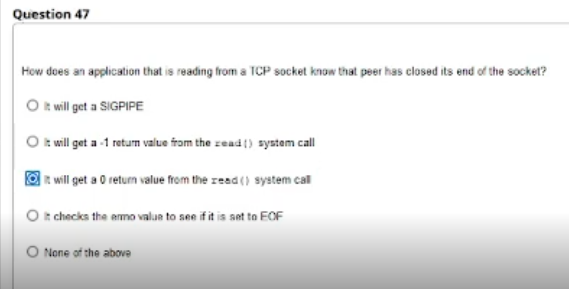 Question 47
How does an application that is reading from a TCP socket know that peer has closed its end of the socket?
It will get a SIGPIPE
It will get a -1 return value from the read() system call
It will get a 0 return value from the read() system call
It checks the errno value to see if it is set to EOF
None of the above